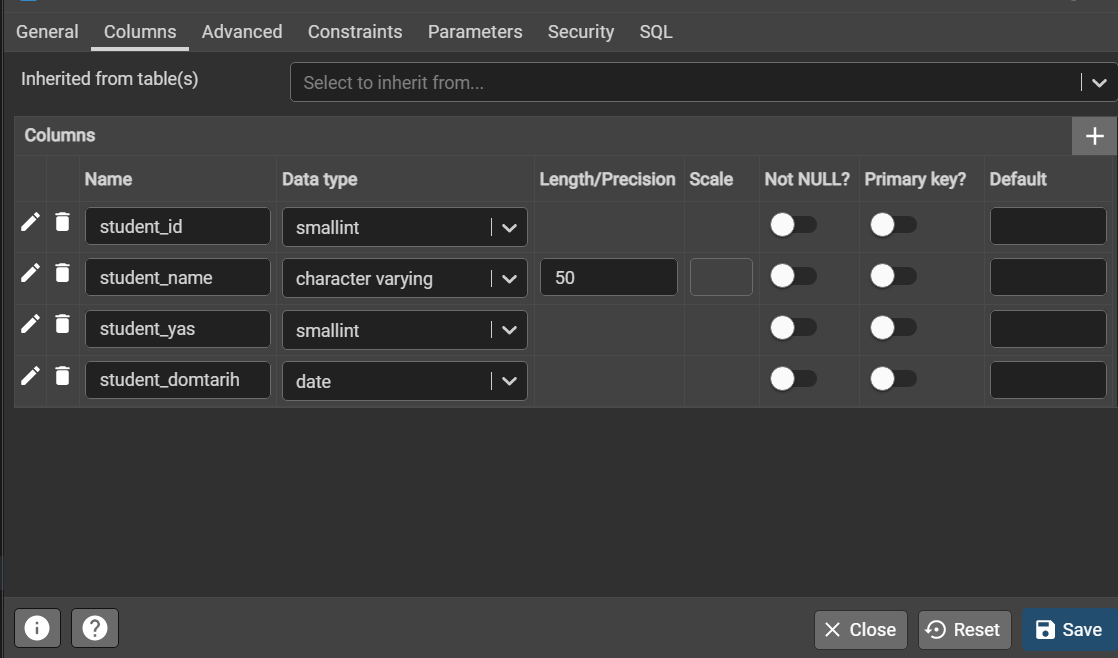 General Columns Advanced Constraints Parameters Security SQL
Inherited from table(s) Select to inherit from...
Columns
Name Data type Length/Precision Scale Not NULL? Primary key? Default
student_id smallint
student_name character varying 50
student_yas smallint
student_domtarih date
Close Reset Save